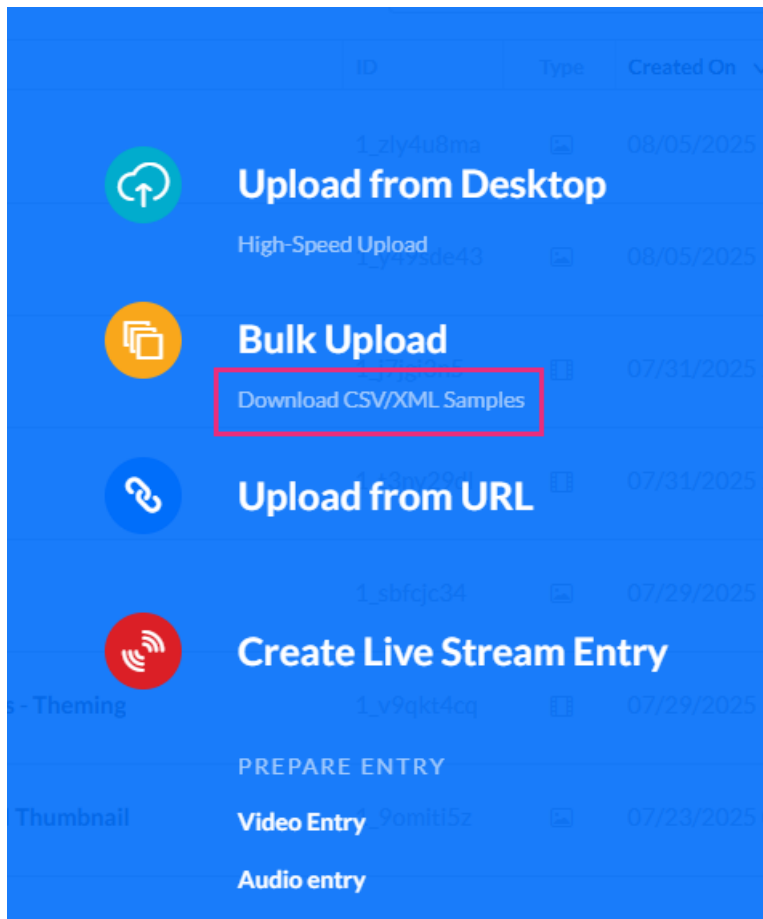 ID Type Created On
1_zly4u8ma 08/05/2025
Upload from Desktop
High-Speed Upload
1_y49sde43 08/05/2025
Bulk Upload
07/31/2025
Download CSV/XML Samples
Upload from URL
07/31/2025
1_sbfcjc34 07/29/2025
Create Live Stream Entry
s - Theming 1_v9qkt4cq 07/29/2025
PREPARE ENTRY
Thumbnail 1_9omiti5z 07/23/2025
Video Entry
Audio entry